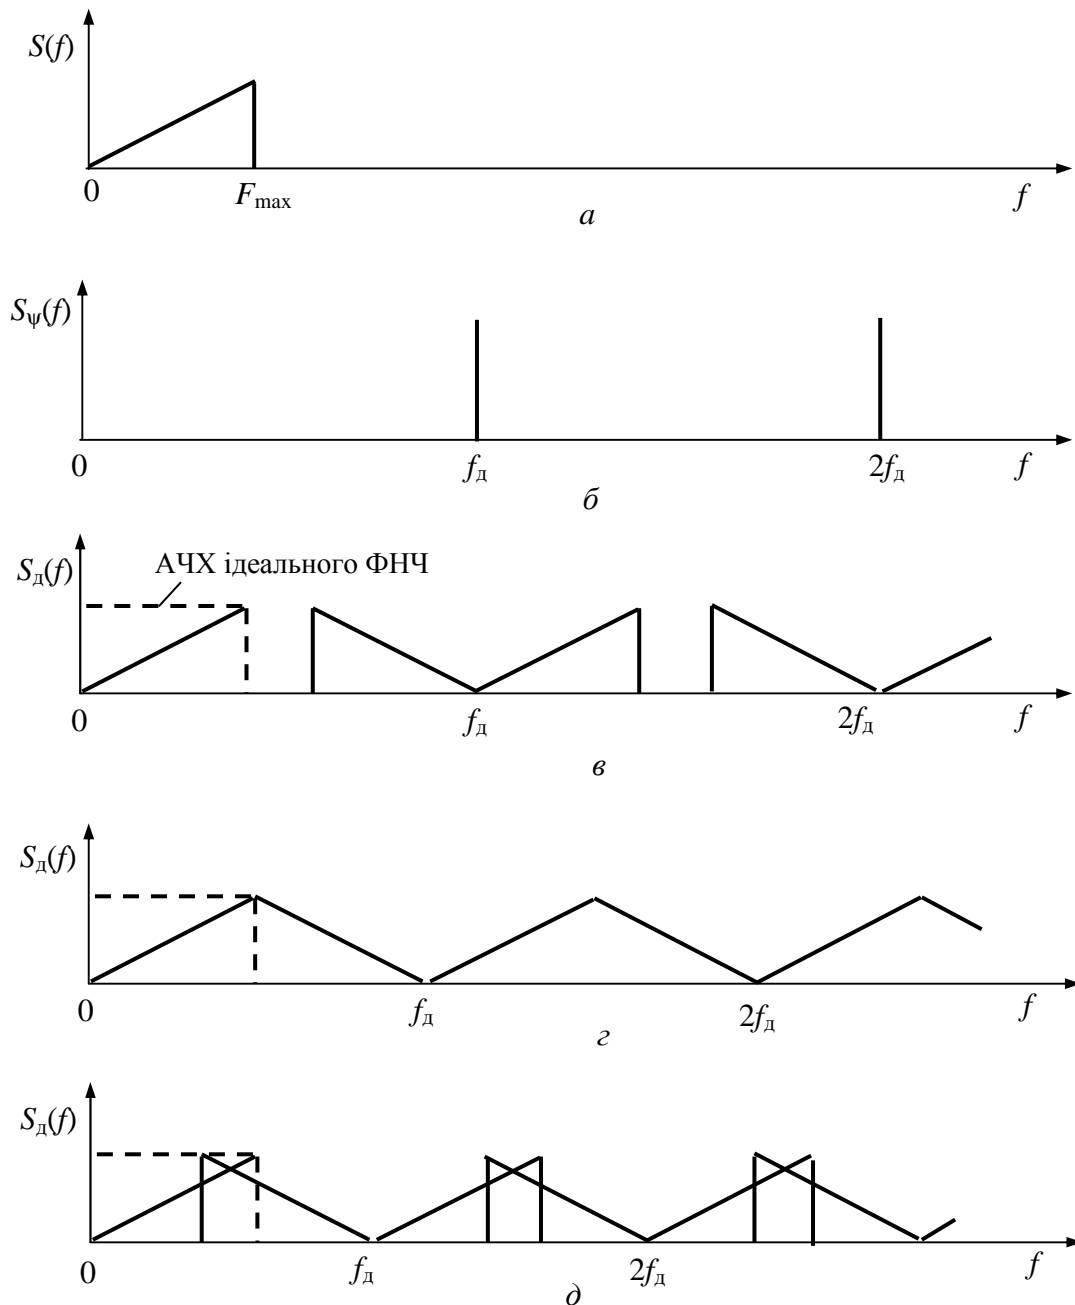 S(f)
0 F_max f
а
S_ψ(f)
0 f_д 2f_д f
б
S_д(f)
АЧХ ідеального ФНЧ
0 f_д 2f_д f
в
S_д(f)
0 f_д 2f_д f
г
S_д(f)
0 f_д 2f_д f
д